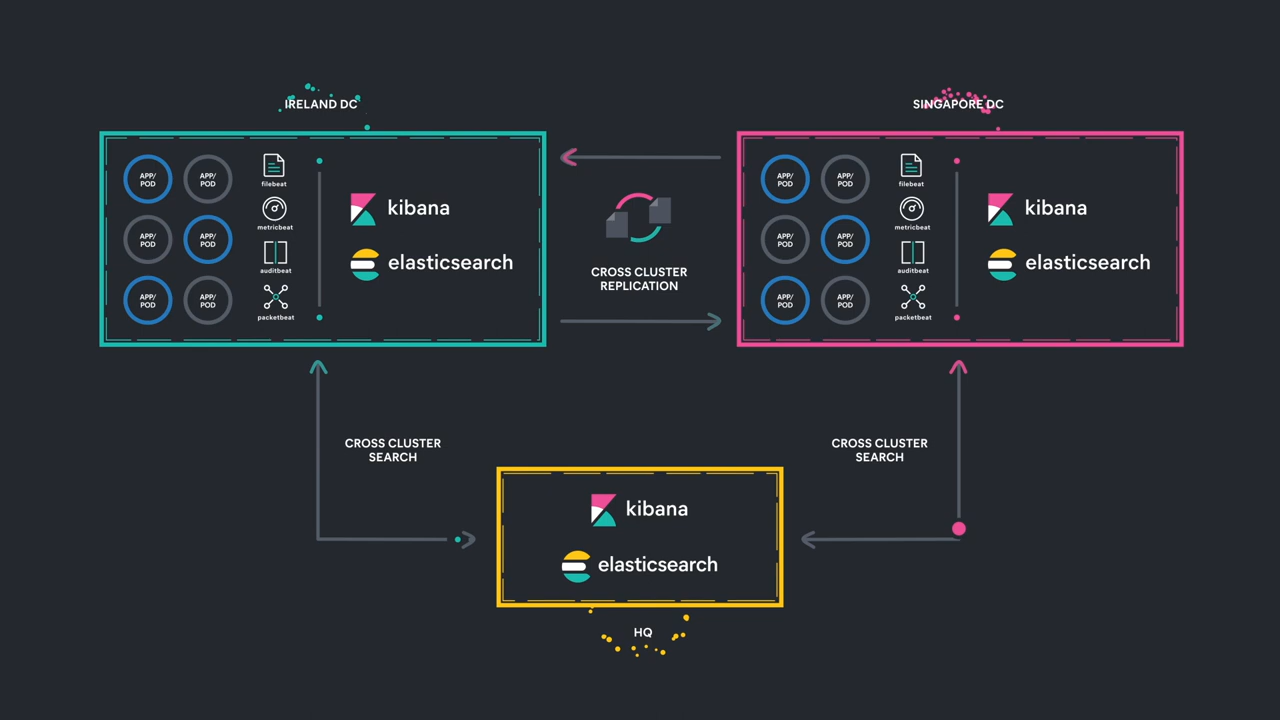 IRELAND DC
APP/
POD
APP/
POD
APP/
POD
APP/
POD
APP/
POD
APP/
POD
filebeat
metricbeat
auditbeat
packetbeat
kibana
elasticsearch
CROSS CLUSTER
REPLICATION
SINGAPORE DC
APP/
POD
APP/
POD
APP/
POD
APP/
POD
APP/
POD
APP/
POD
filebeat
metricbeat
auditbeat
packetbeat
kibana
elasticsearch
CROSS CLUSTER
SEARCH
CROSS CLUSTER
SEARCH
kibana
elasticsearch
HQ